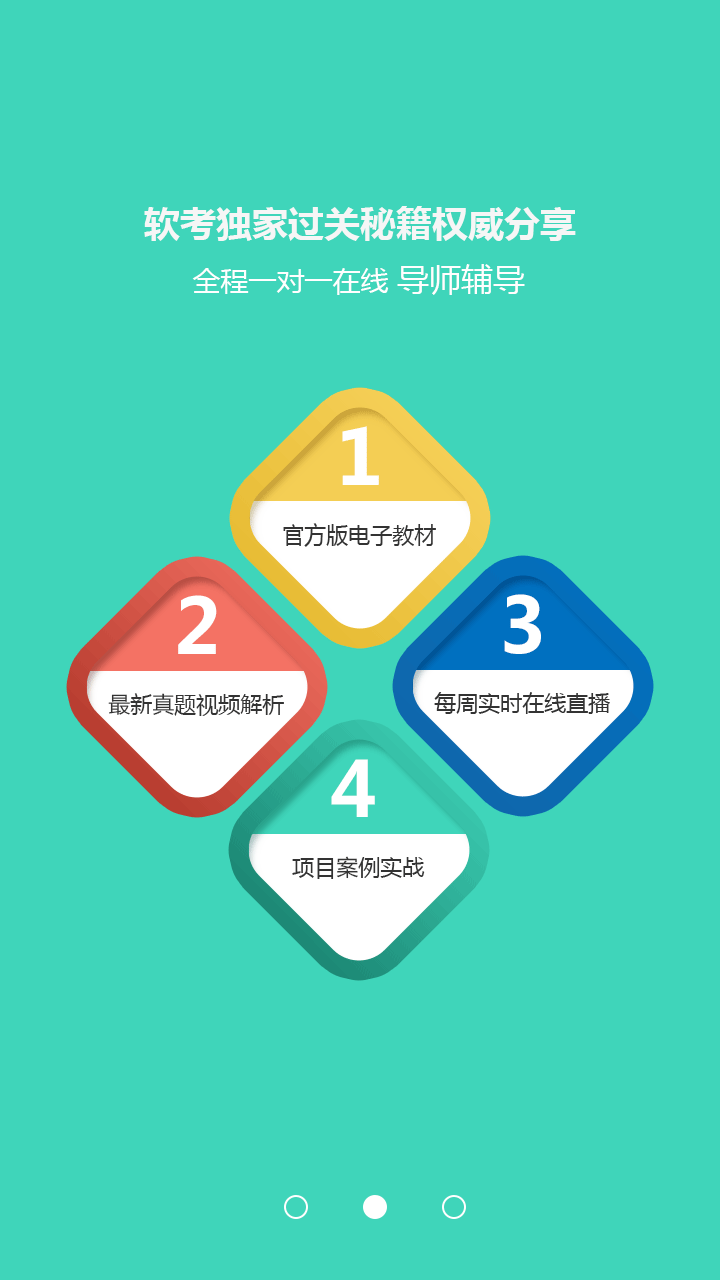 软考独家过关秘籍权威分享
全程一对一在线 导师辅导
1
官方版电子教材
2
最新真题视频解析
3
每周实时在线直播
4
项目案例实战